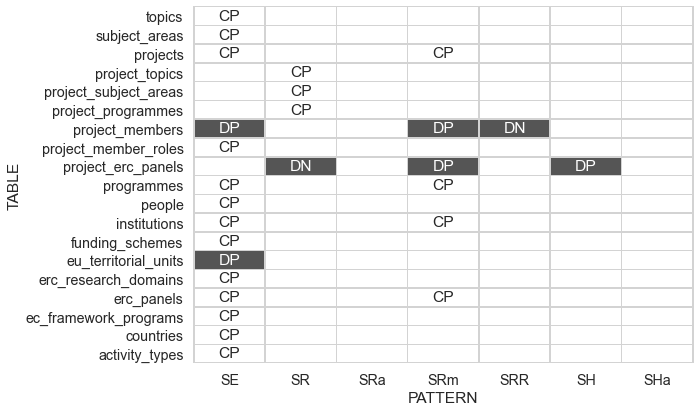 topics CP
subject_areas CP
projects CP CP
project_topics CP
project_subject_areas CP
project_programmes CP
project_members DP DP DN
project_member_roles CP
project_erc_panels DN DP DP
programmes CP CP
people CP
institutions CP CP
funding_schemes CP
eu_territorial_units DP
erc_research_domains CP
erc_panels CP CP
ec_framework_programs CP
countries CP
activity_types CP
TABLE
SE SR SRa SRm SRR SH SHa
PATTERN